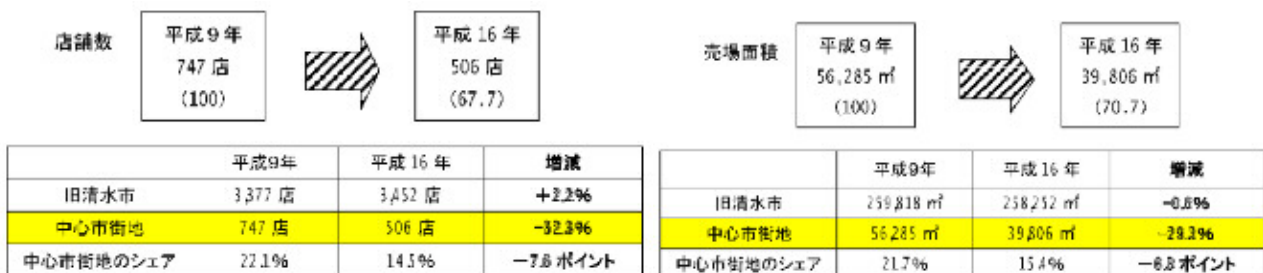 店舗数
平成9年
747 店
(100)
平成 16 年
506 店
(67.7)
売場面積
平成9年
56,285 ㎡
(100)
平成 16 年
39,806 ㎡
(70.7)
平成9年 平成 16 年 増減
旧清水市 3,377 店 3,452 店 +2.2%
中心市街地 747 店 506 店 -32.3%
中心市街地のシェア 22.1% 14.5% -7.6 ポイント
平成9年 平成 16 年 増減
旧清水市 259,818 ㎡ 258,252 ㎡ -0.6%
中心市街地 56,285 ㎡ 39,806 ㎡ -29.3%
中心市街地のシェア 21.7% 15.4% -6.3 ポイント